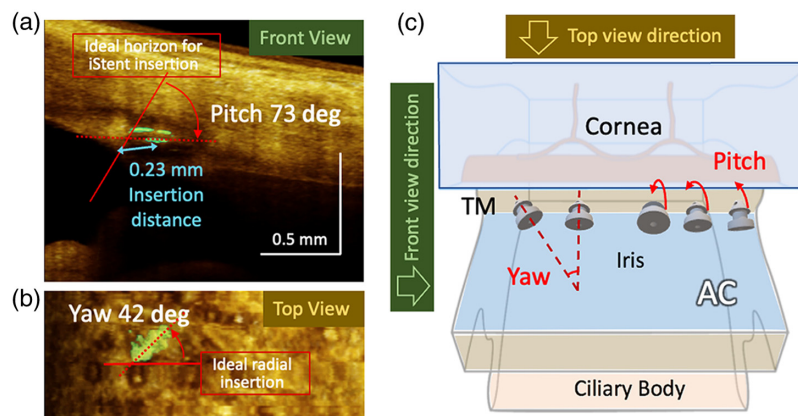 (a)
Ideal horizon for
iStent insertion
Front View
Pitch 73 deg
0.23 mm
Insertion
distance
0.5 mm
(b)
Top View
Yaw 42 deg
Ideal radial
insertion
(c)
Top view direction
Front view direction
Cornea
Pitch
TM
Yaw
Iris
AC
Ciliary Body